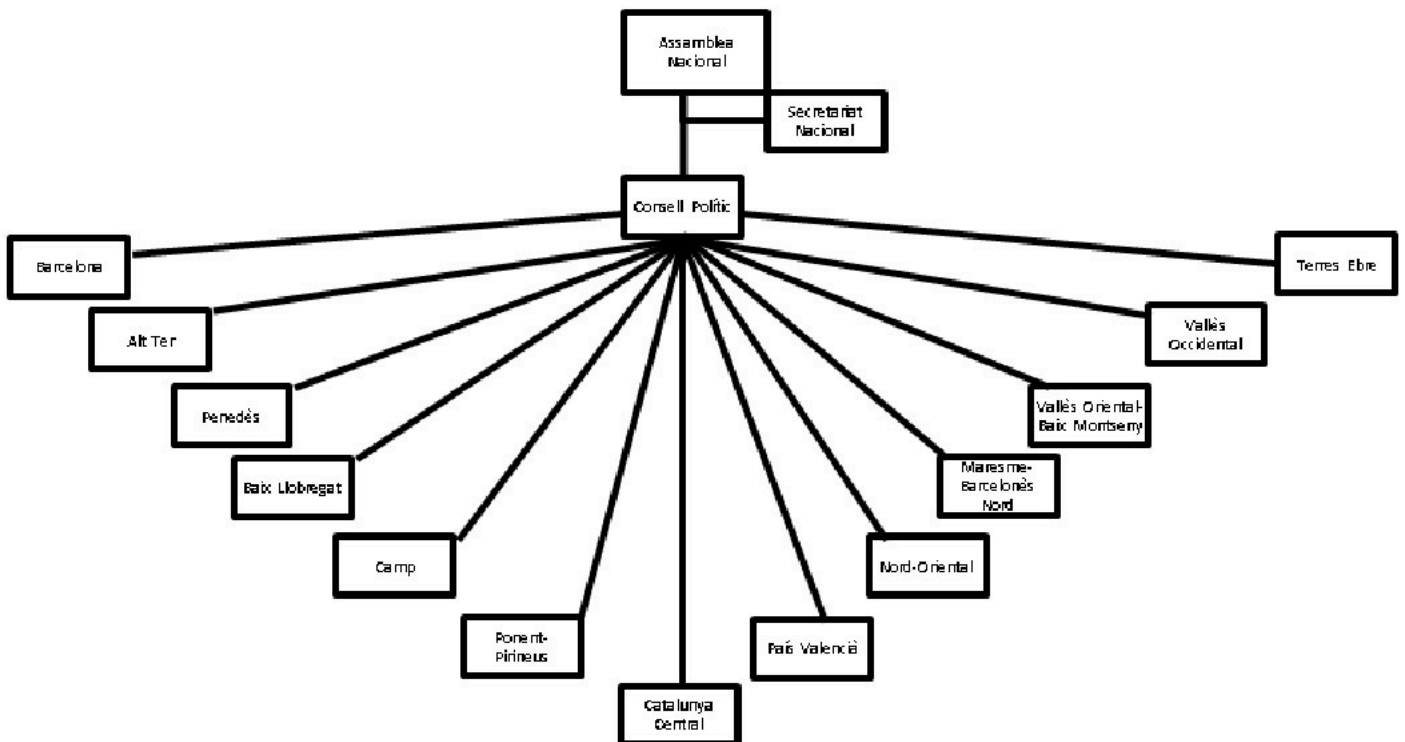 Assamblea
Nacional
Secretariat
Nacional
Consell Polític
Barcelona
Terres Ebre
Alt Ter
Vallès
Occidental
Penedès
Vallès Oriental-
Baix Montseny
Baix Llobregat
Maresme-
Barcelonès
Nord
Camp
Nord-Oriental
Ponent-
Pirineus
País Valencià
Catalunya
Central